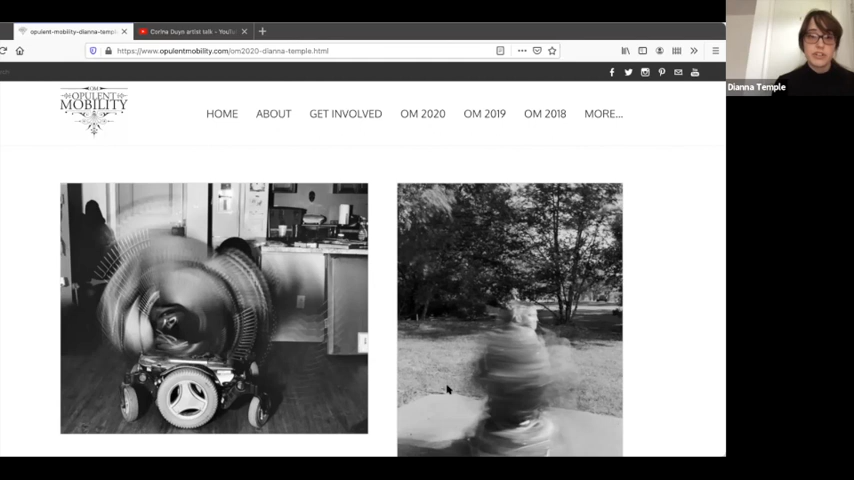 opulent-mobility-dianna-templ
Corina Duyn artist talk - YouTu
https://www.opulentmobility.com/om2020-dianna-temple.html
OPULENT
MOBILITY
HOME
ABOUT
GET INVOLVED
OM 2020
OM 2019
OM 2018
MORE...
Dianna Temple